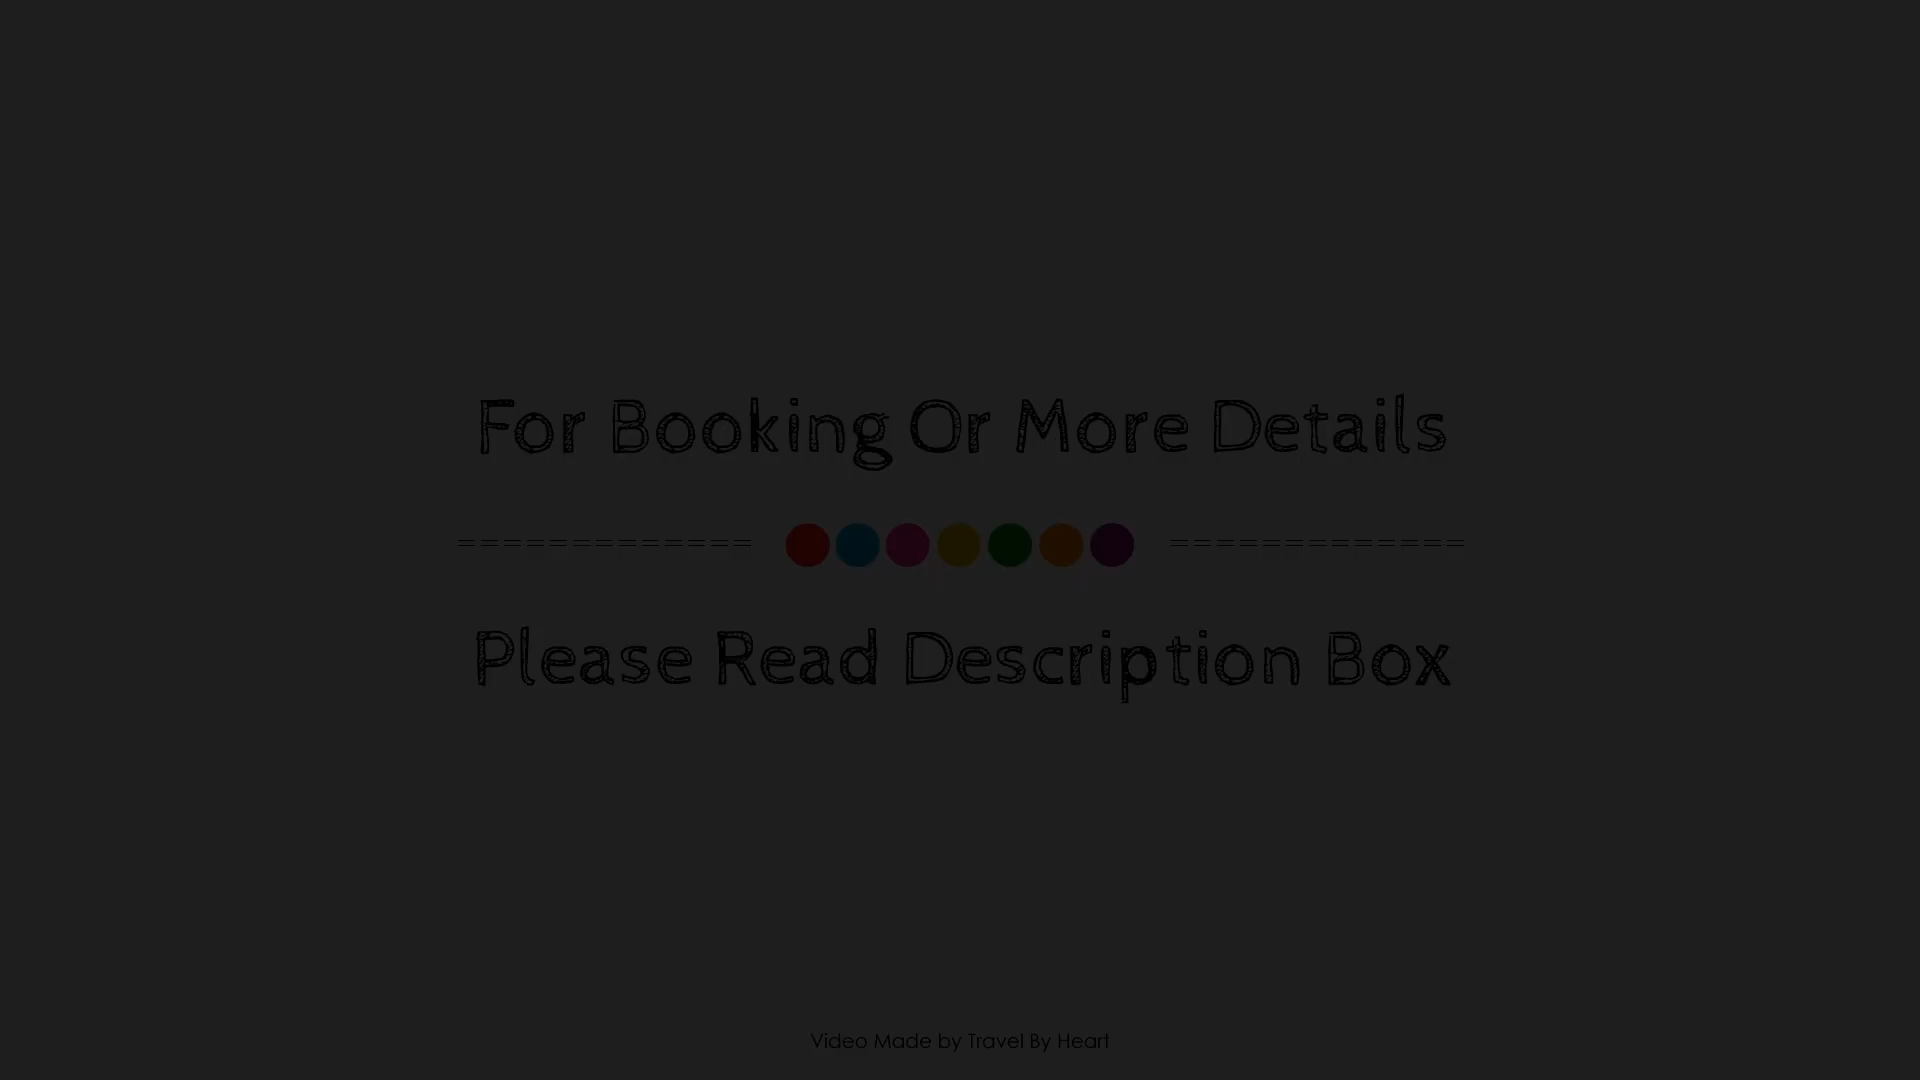 For Booking Or More Details
============= =============
Please Read Description Box
Video Made by Travel By Heart